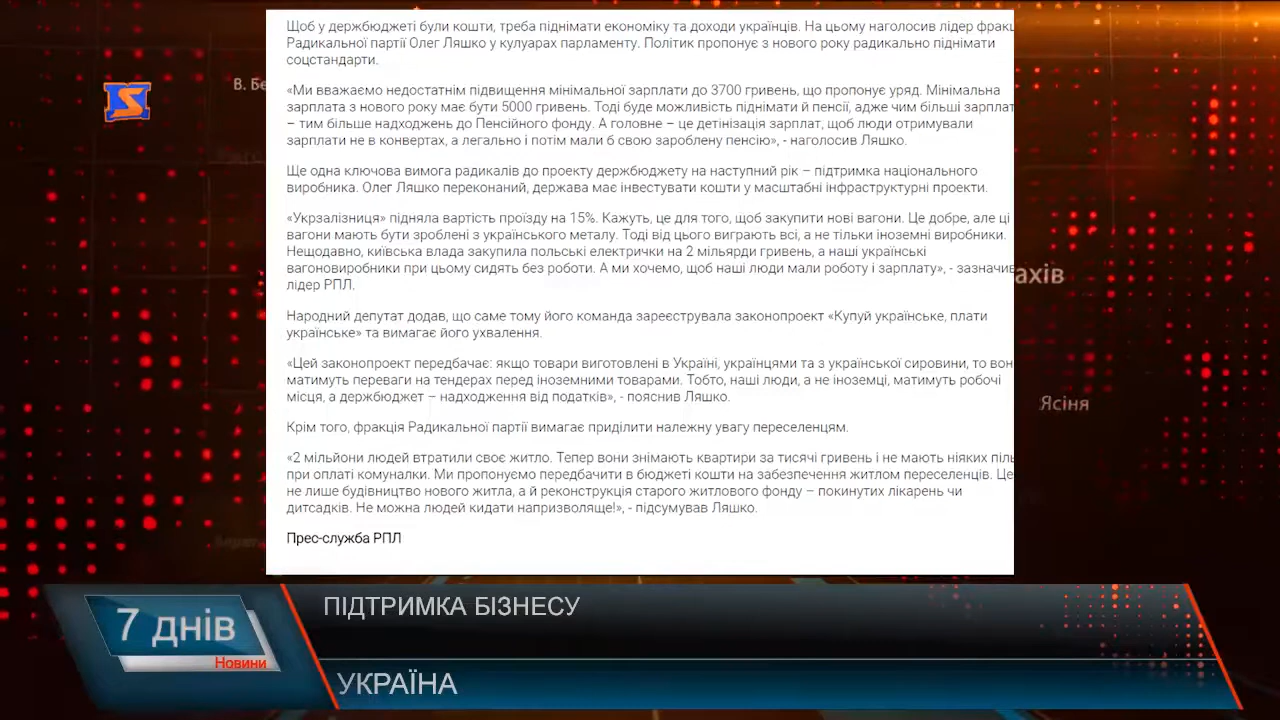 Щоб у держбюджеті були кошти, треба піднімати економіку та доходи українців. На цьому наголосив лідер
Радикальної партії Олег Ляшко у кулуарах парламенту. Політик пропонує з нового року радикально піднімати
соцстандарти.
«Ми вважаємо недостатнім підвищення мінімальної зарплати до 3700 гривень, що пропонує уряд. Мінімальна
зарплата з нового року має бути 5000 гривень. Тоді буде можливість піднімати й пенсії, адже чим більші зарплат
– тим більше надходжень до Пенсійного фонду. А головне – це детінізація зарплат, щоб люди отримували
зарплати не в конвертах, а легально і потім мали б свою зароблену пенсію», - наголосив Ляшко.
Ще одна ключова вимога радикалів до проекту держбюджету на наступний рік – підтримка національного
виробника. Олег Ляшко переконаний, держава має інвестувати кошти у масштабні інфраструктурні проекти.
«Укрзалізниця» підняла вартість проїзду на 15%. Кажуть, це для того, щоб закупити нові вагони. Це добре, але ці
вагони мають бути зроблені з українського металу. Тоді від цього виграють всі, а не тільки іноземні виробники.
Нещодавно, київська влада закупила польські електрички на 2 мільярди гривень, а наші українські
вагоновиробники при цьому сидять без роботи. А ми хочемо, щоб наші люди мали роботу і зарплату», - зазначив
лідер РПЛ.
Народний депутат додав, що саме тому його команда зареєструвала законопроект «Купуй українське, плати
українське» та вимагає його ухвалення.
«Цей законопроект передбачає: якщо товари виготовлені в Україні, українцями та з української сировини, то вон
матимуть переваги на тендерах перед іноземними товарами. Тобто, наші люди, а не іноземці, матимуть робочі
місця, а держбюджет – надходження від податків», - пояснив Ляшко.
Крім того, фракція Радикальної партії вимагає приділити належну увагу переселенцям.
«2 мільйони людей втратили своє житло. Тепер вони знімають квартири за тисячі гривень і не мають ніяких піль
при оплаті комуналки. Ми пропонуємо передбачити в бюджеті кошти на забезпечення житлом переселенців. Це
не лише будівництво нового житла, а й реконструкція старого житлового фонду – покинутих лікарень чи
дитсадків. Не можна людей кидати напризволяще!», - підсумував Ляшко.
Прес-служба РПЛ
В. Бе
ахів
Ясіня
7 днів
Новини
ПІДТРИМКА БІЗНЕСУ
УКРАЇНА